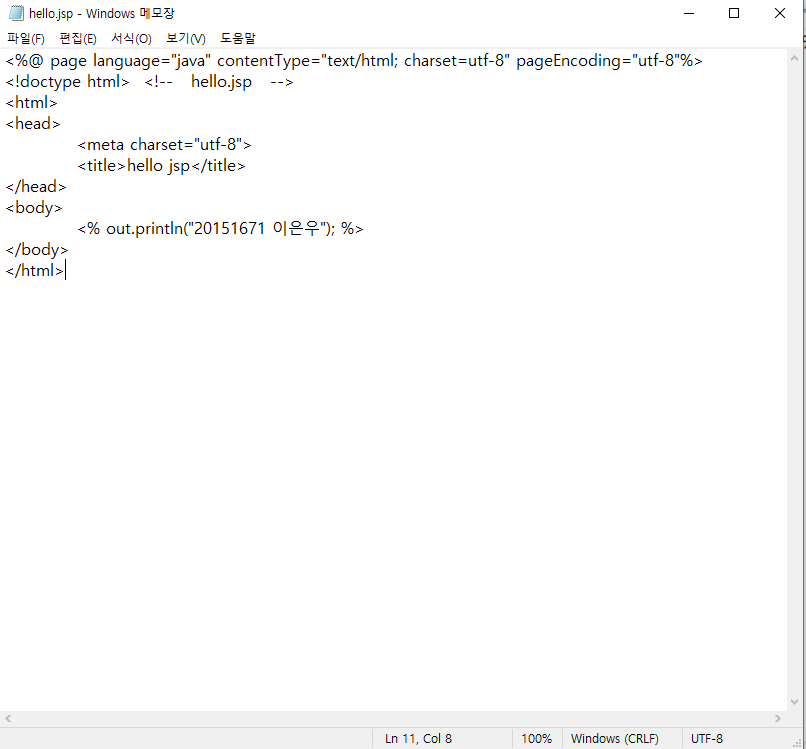 hello.jsp - Windows 메모장
파일(F) 편집(E) 서식(O) 보기(V) 도움말
<%@ page language="java" contentType="text/html; charset=utf-8" pageEncoding="utf-8"%>
<!doctype html>   <!--   hello.jsp   -->
<html>
<head>
	<meta charset="utf-8">
	<title>hello jsp</title>
</head>
<body>
	<% out.println("20151671 이은우"); %>
</body>
</html>
Ln 11, Col 8 100% Windows (CRLF) UTF-8